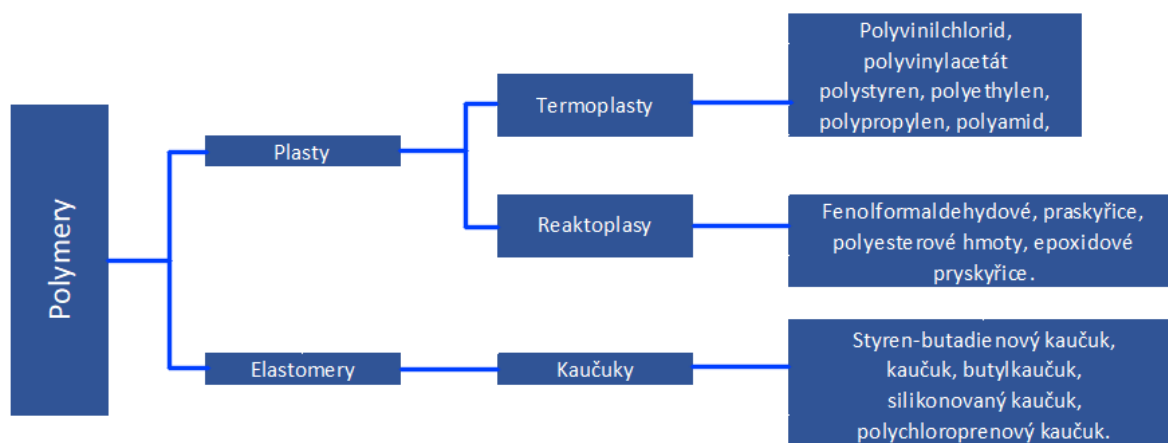 Polymery
Plasty
Termoplasty
Polyvinilchlorid,
polyvinylacetát
polystyren, polyethylen,
polypropylen, polyamid,
Reaktoplasy
Fenolformaldehydové, praskyřice,
polyesterové hmoty, epoxidové
pryskyřice.
Elastomery
Kaučuky
Styren-butadienový kaučuk,
kaučuk, butylkaučuk,
silikonovaný kaučuk,
polychloroprenový kaučuk.